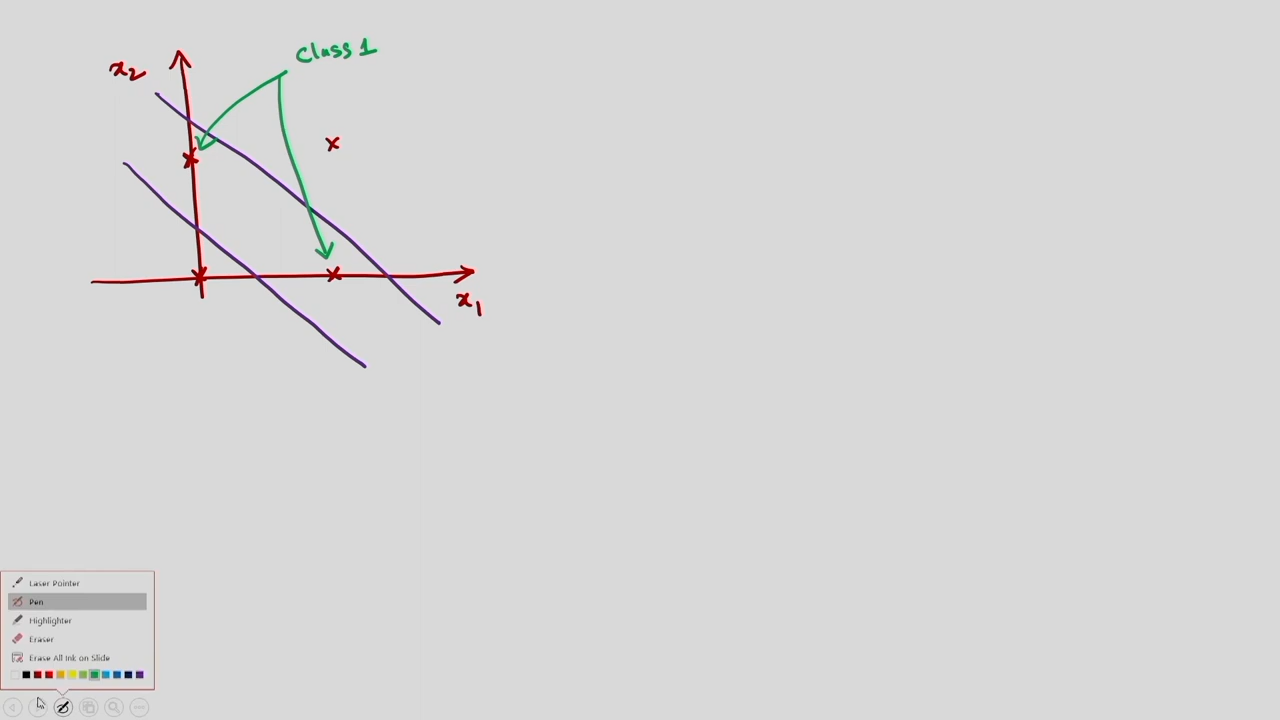 Class 1
x2
x1
Laser Pointer
Pen
Highlighter
Eraser
Erase All Ink on Slide